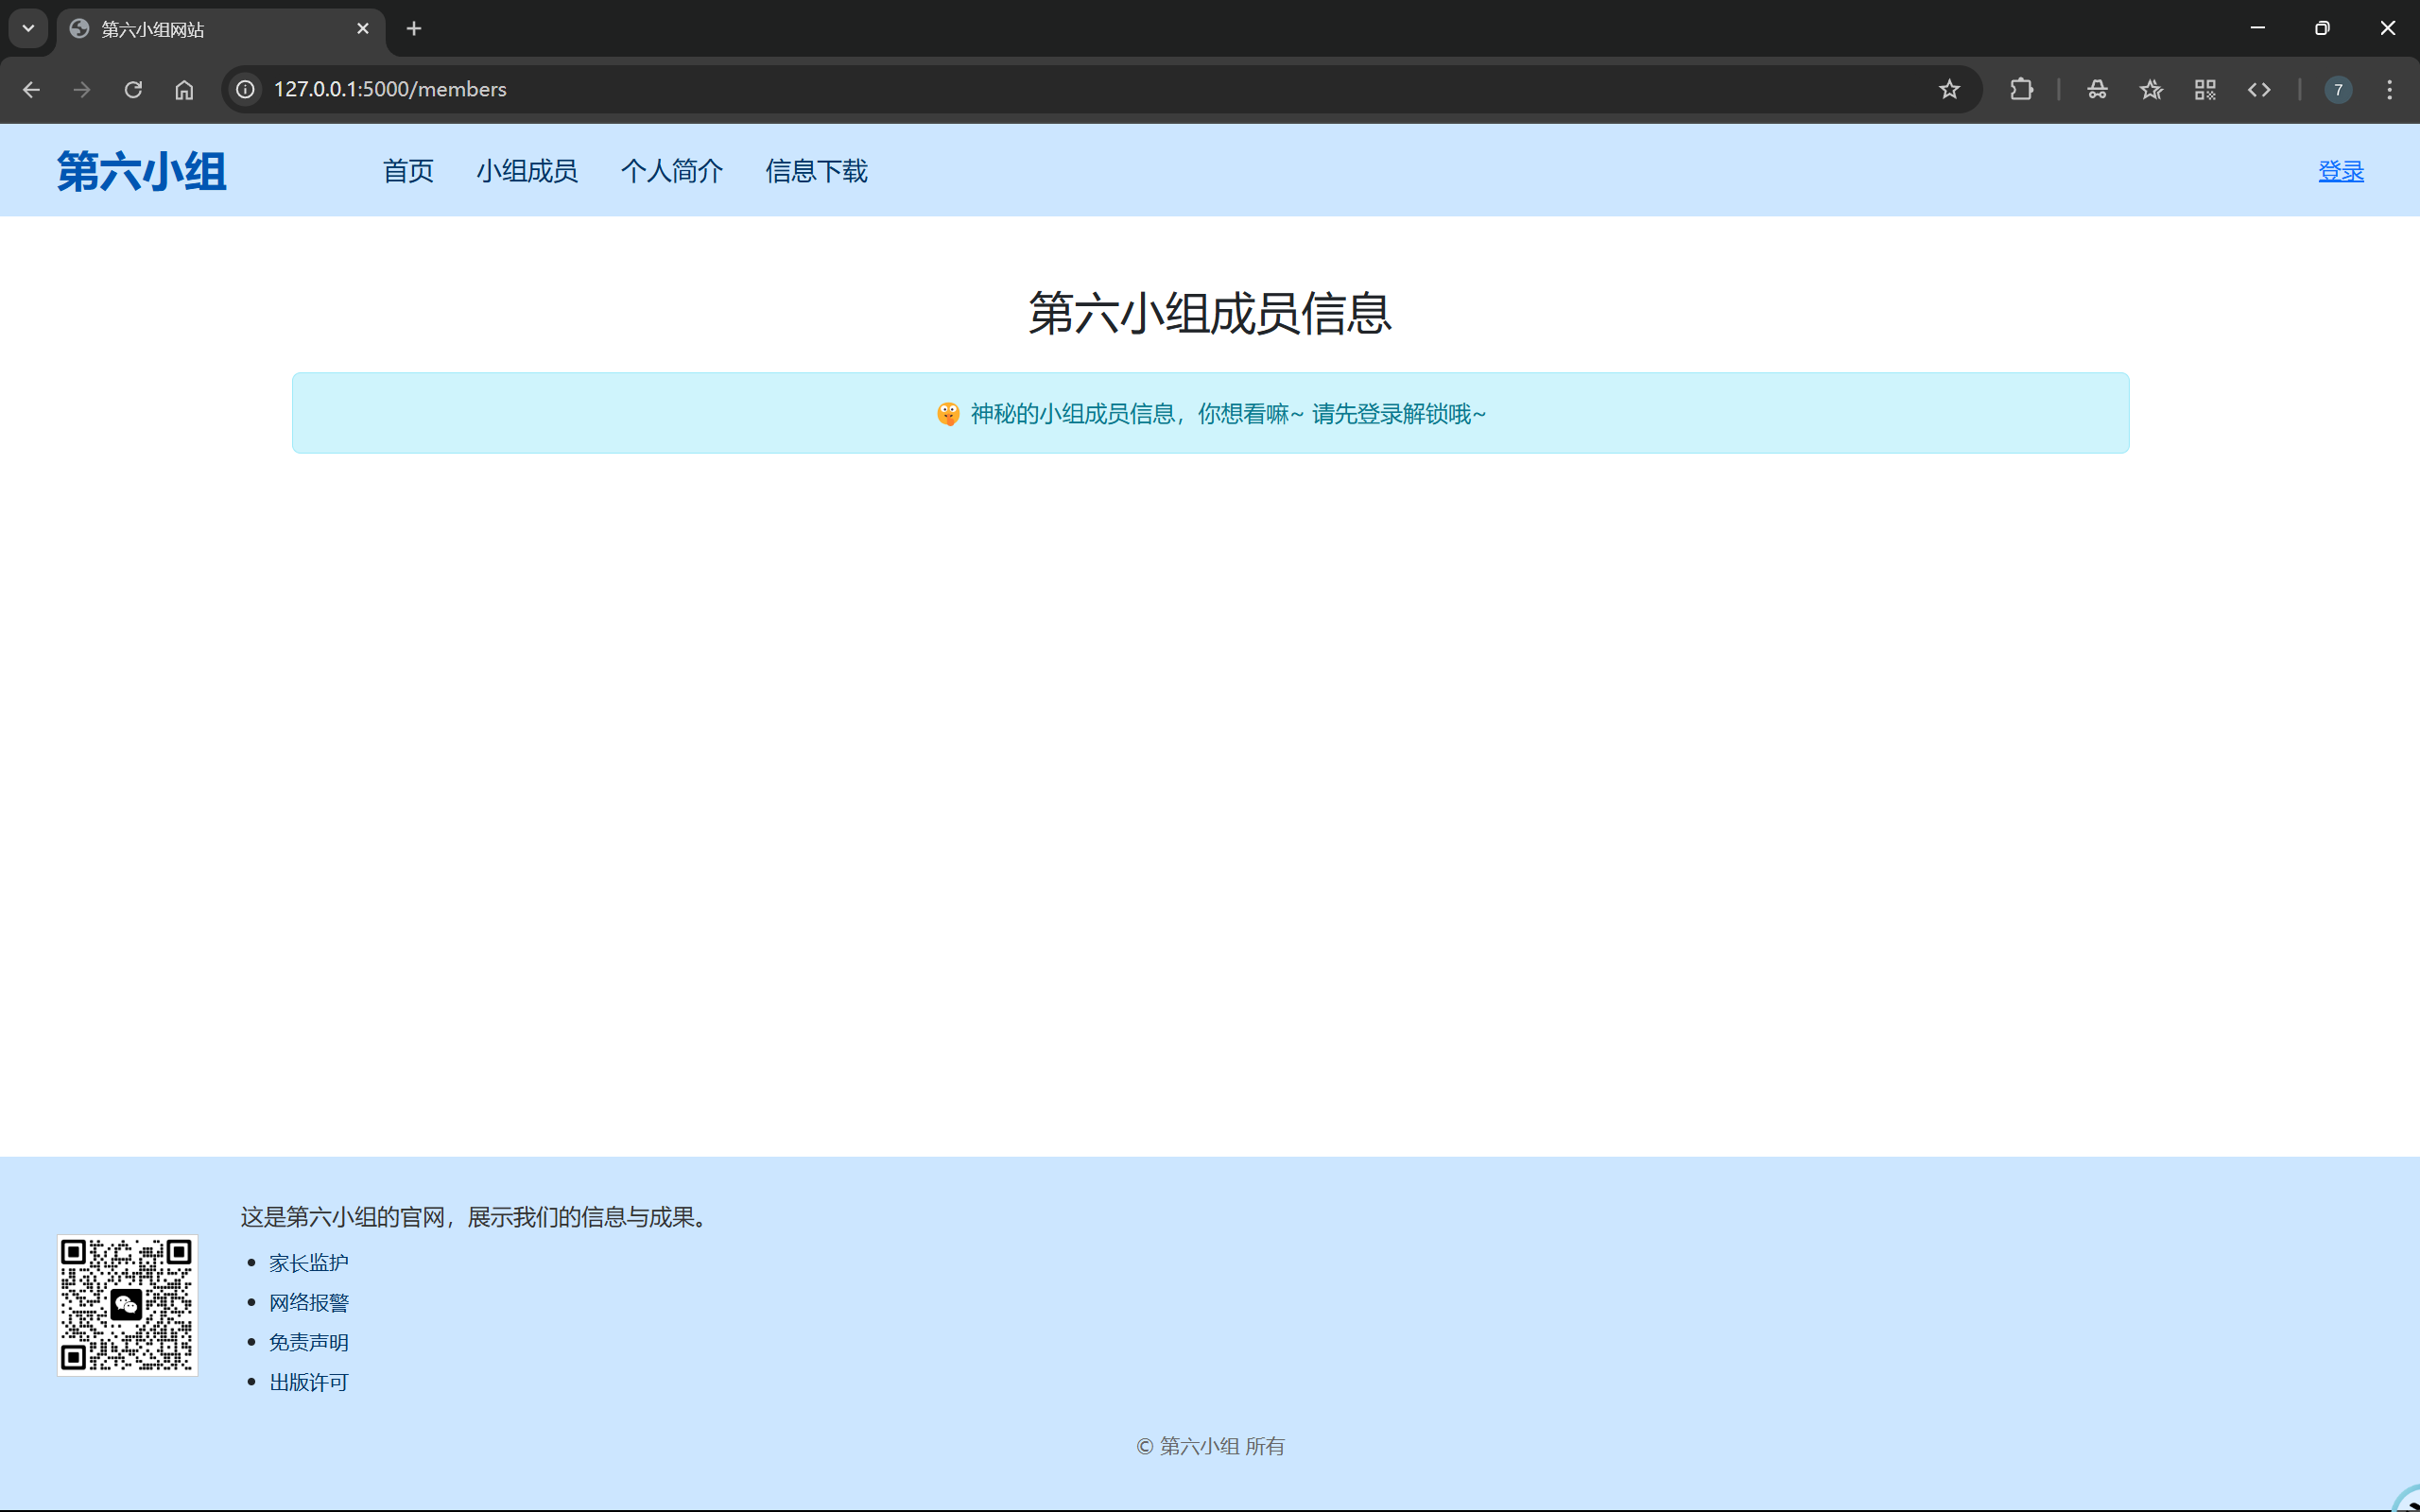 第六小组网站
127.0.0.1:5000/members
7
第六小组 首页 小组成员 个人简介 信息下载 登录
第六小组成员信息
🤪 神秘的小组成员信息，你想看嘛~ 请先登录解锁哦~
这是第六小组的官网，展示我们的信息与成果。
家长监护
网络报警
免责声明
出版许可
© 第六小组 所有